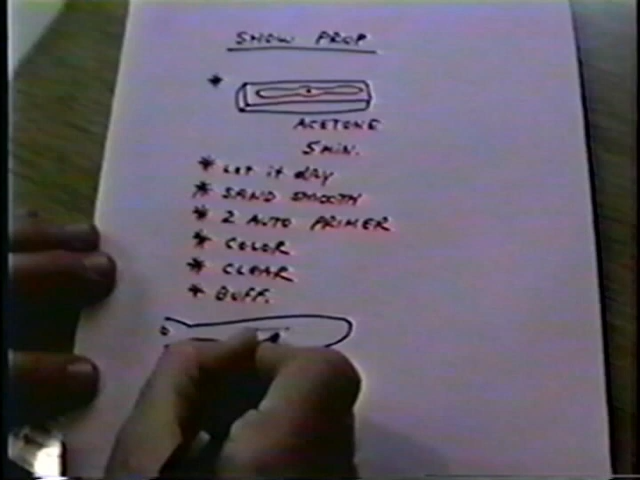 SHOW PROP
*
ACETONE
5 MIN.
* LET it dRy
* SAND SMOOTH
* 2 AUTO PRIMER
* COLOR
* CLEAR
* BUFF.